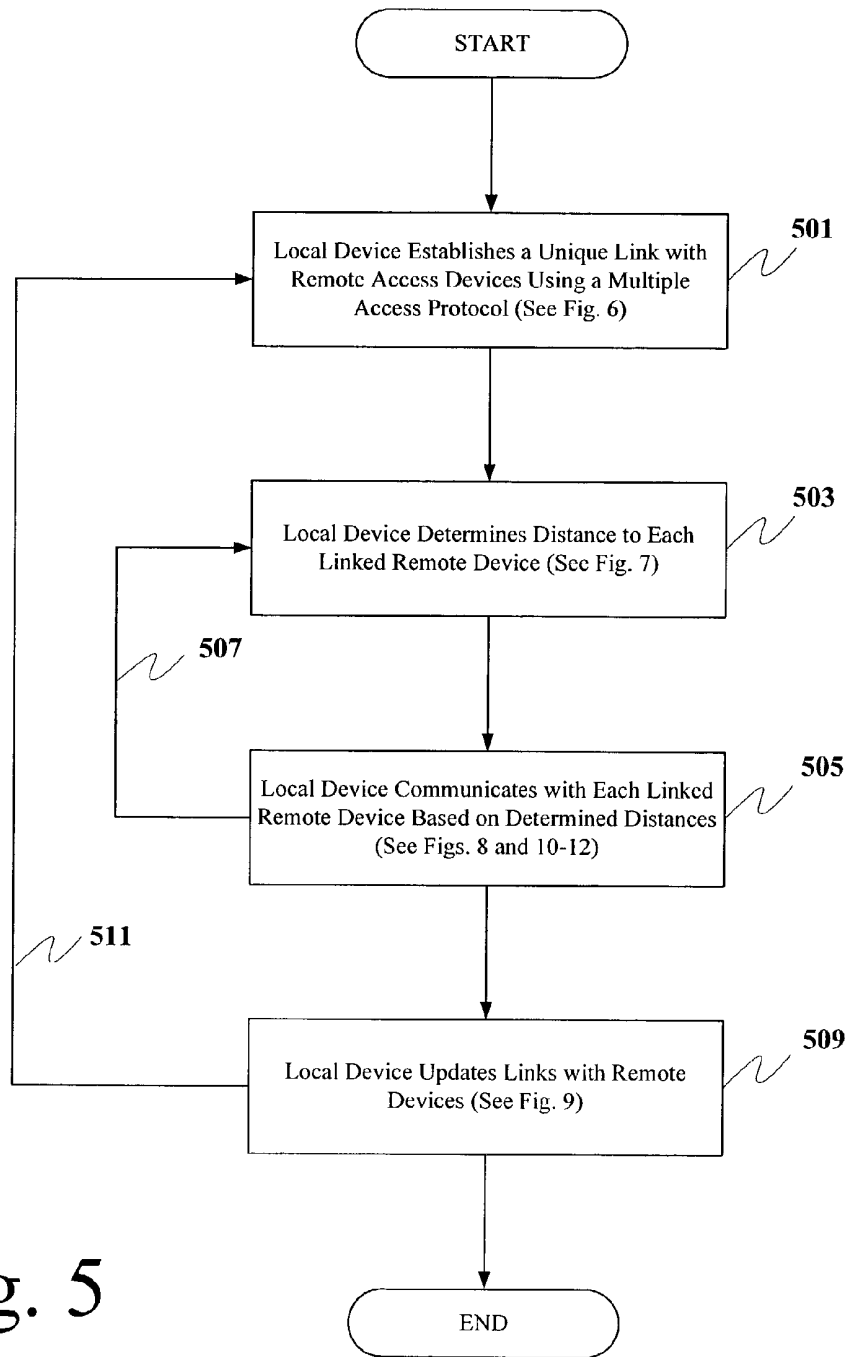 START
501
Local Device Establishes a Unique Link with
Remote Access Devices Using a Multiple
Access Protocol (See Fig. 6)
503
Local Device Determines Distance to Each
Linked Remote Device (See Fig. 7)
507
505
Local Device Communicates with Each Linked
Remote Device Based on Determined Distances
(See Figs. 8 and 10-12)
511
509
Local Device Updates Links with Remote
Devices (See Fig. 9)
g. 5
END